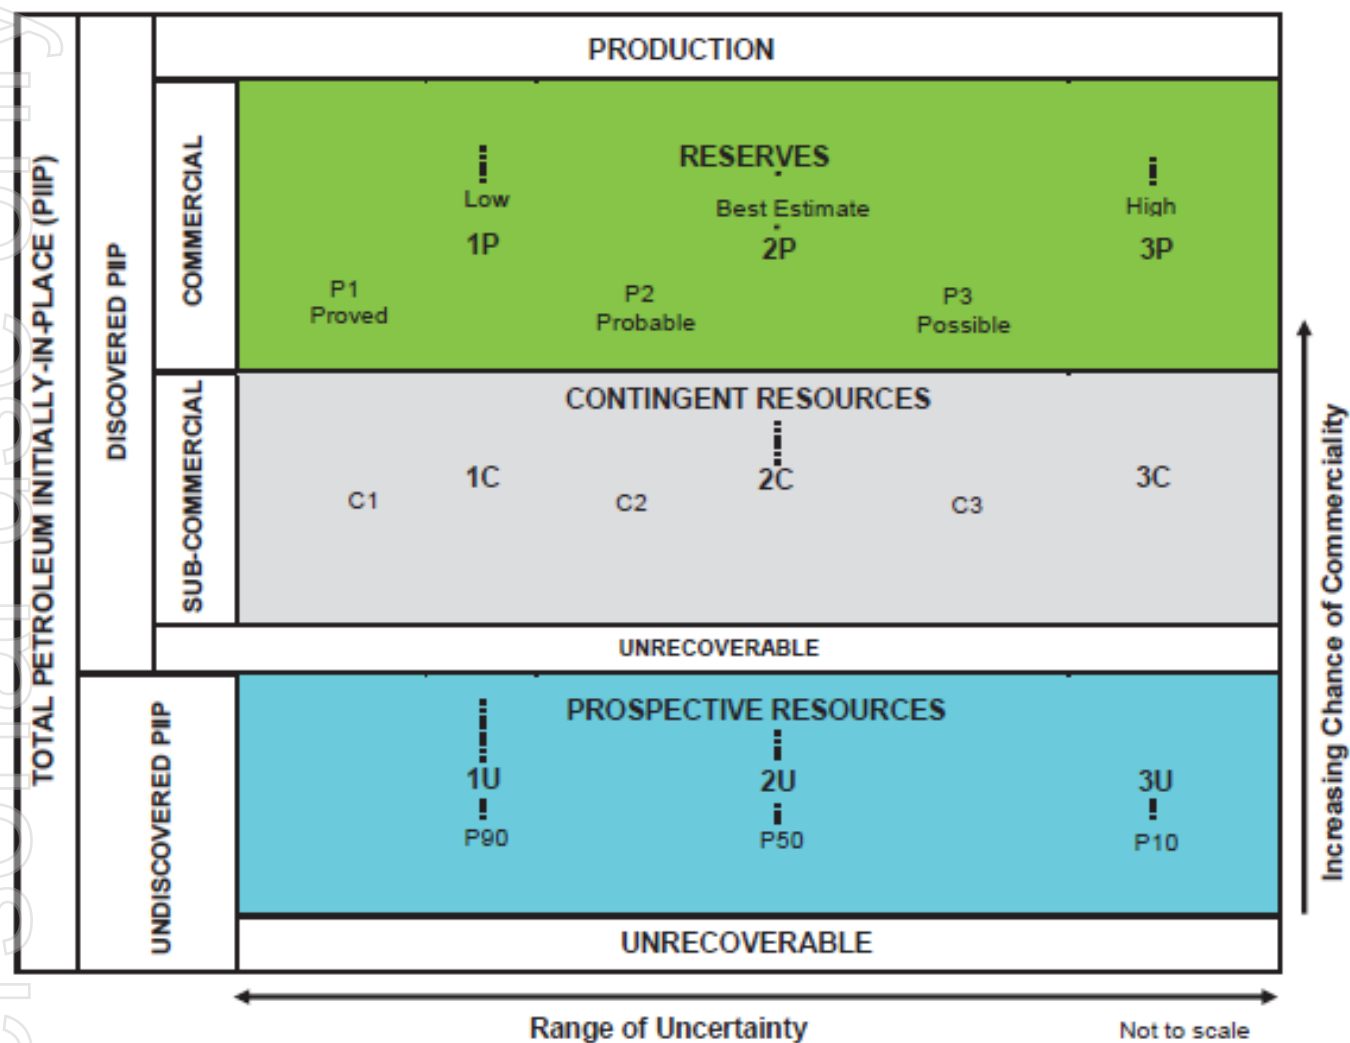 PRODUCTION
TOTAL PETROLEUM INITIALLY-IN-PLACE (PIIP)
DISCOVERED PIIP
COMMERCIAL
RESERVES
Low
Best Estimate
High
1P
2P
3P
P1
Proved
P2
Probable
P3
Possible
SUB-COMMERCIAL
CONTINGENT RESOURCES
1C
2C
3C
C1
C2
C3
UNRECOVERABLE
UNDISCOVERED PIIP
PROSPECTIVE RESOURCES
1U
2U
3U
P90
P50
P10
UNRECOVERABLE
Increasing Chance of Commerciality
Range of Uncertainty
Not to scale